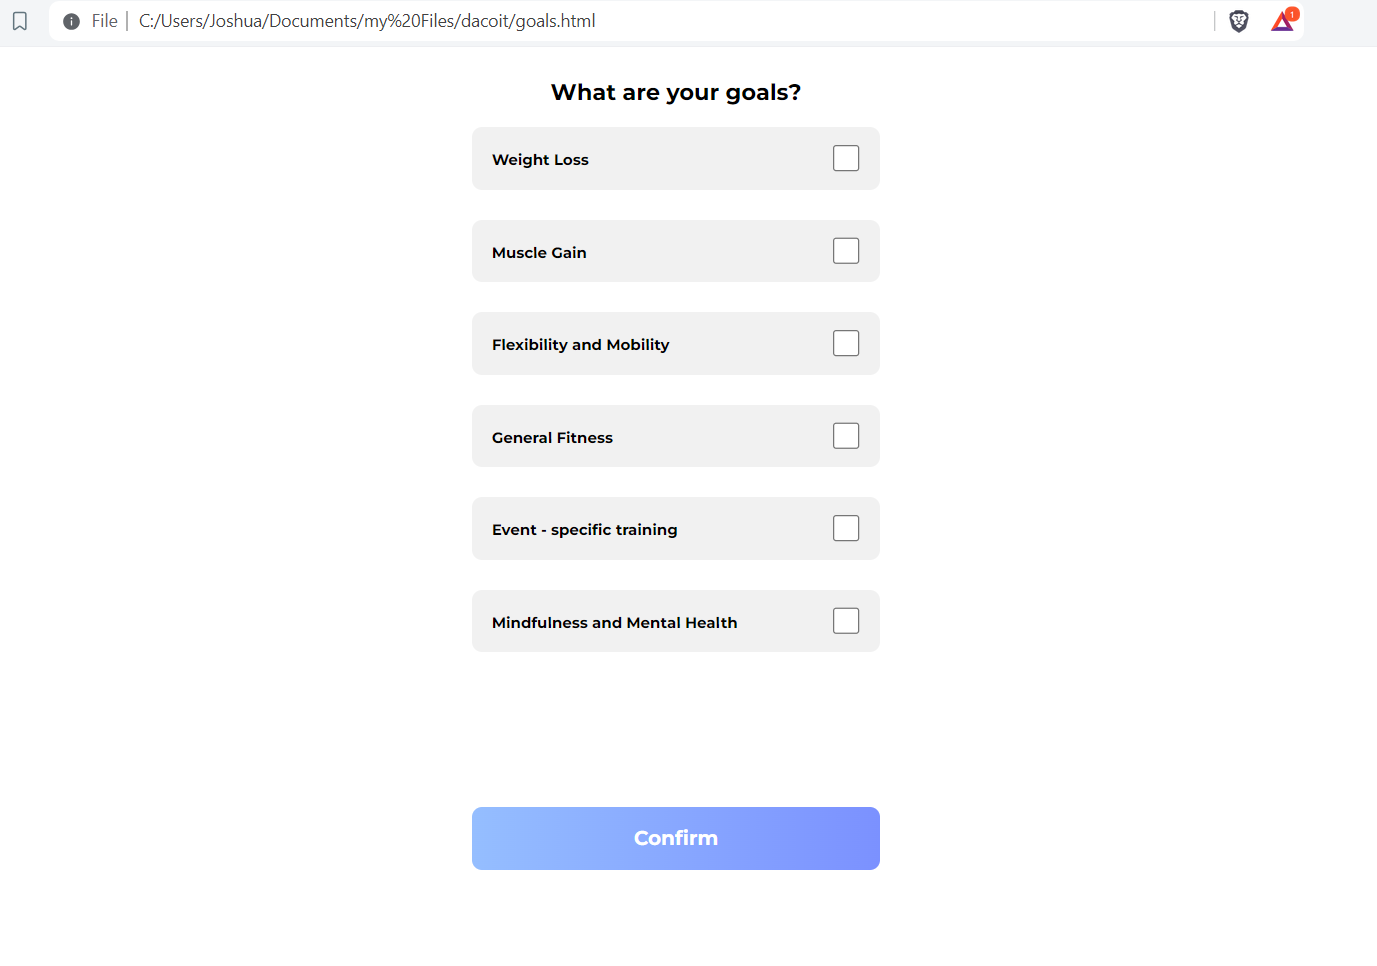 File C:/Users/Joshua/Documents/my%20Files/dacoit/goals.html
1
What are your goals?
Weight Loss
Muscle Gain
Flexibility and Mobility
General Fitness
Event - specific training
Mindfulness and Mental Health
Confirm